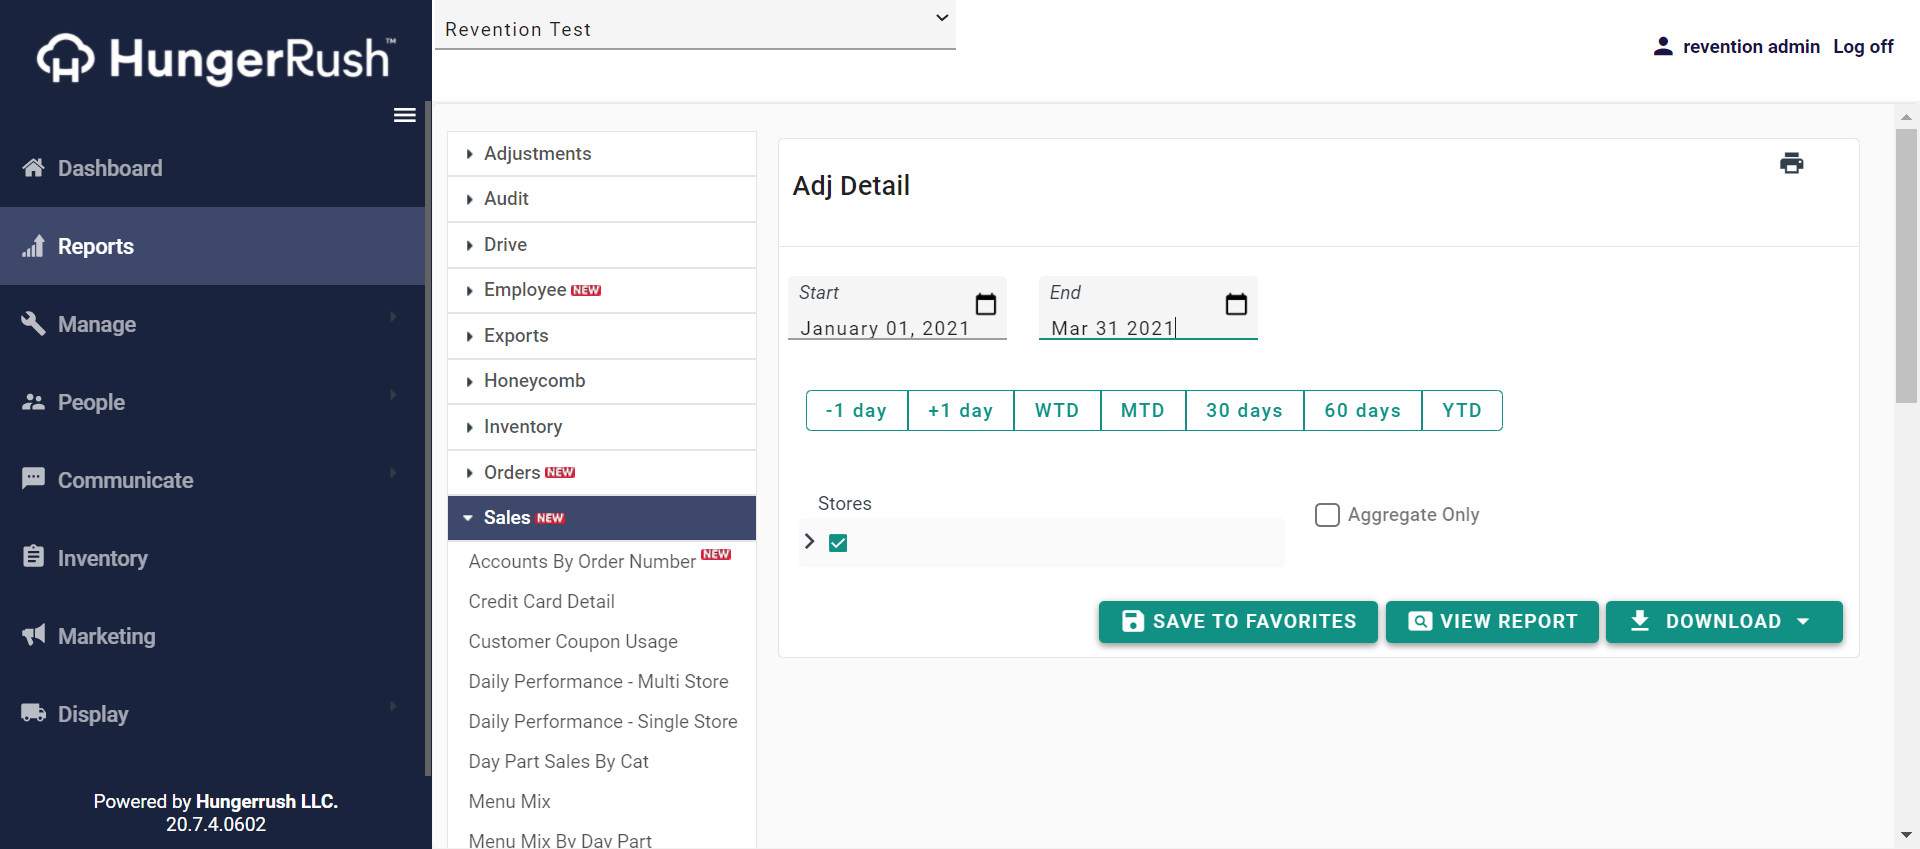 HungerRush™
Dashboard
Reports
Manage
People
Communicate
Inventory
Marketing
Display
Powered by Hungerrush LLC.
20.7.4.0602
Revention Test
revention admin Log off
Adjustments
Audit
Drive
Employee NEW
Exports
Honeycomb
Inventory
Orders NEW
Sales NEW
Accounts By Order Number NEW
Credit Card Detail
Customer Coupon Usage
Daily Performance - Multi Store
Daily Performance - Single Store
Day Part Sales By Cat
Menu Mix
Menu Mix By Day Part
Adj Detail
Start
January 01, 2021
End
Mar 31 2021
-1 day +1 day WTD MTD 30 days 60 days YTD
Stores
Aggregate Only
SAVE TO FAVORITES VIEW REPORT DOWNLOAD